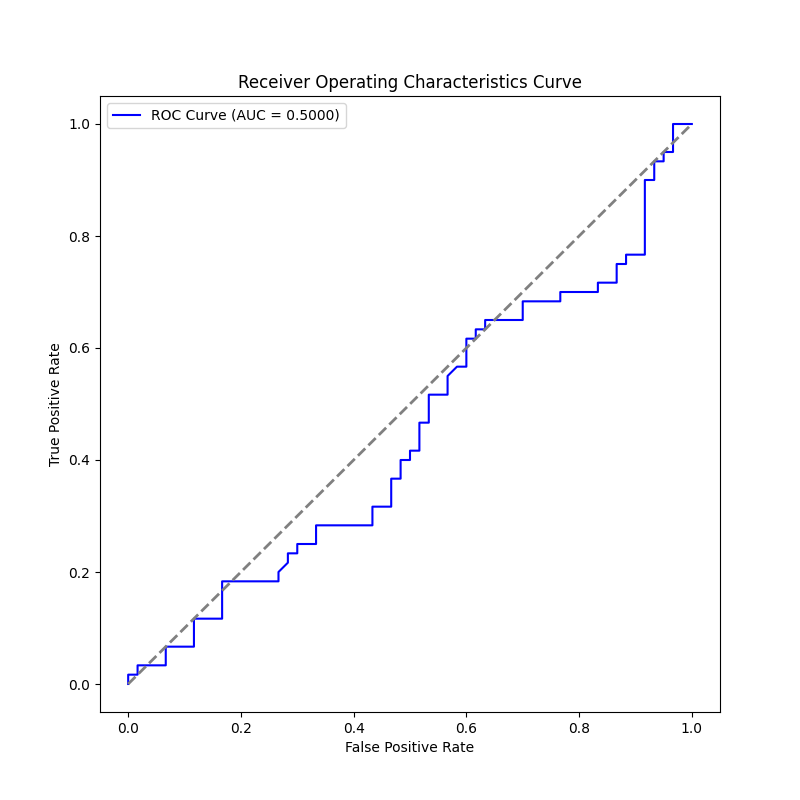 Receiver Operating Characteristics Curve
ROC Curve (AUC = 0.5000)
1.0
0.8
0.6
0.4
0.2
0.0
True Positive Rate
0.0 0.2 0.4 0.6 0.8 1.0
False Positive Rate